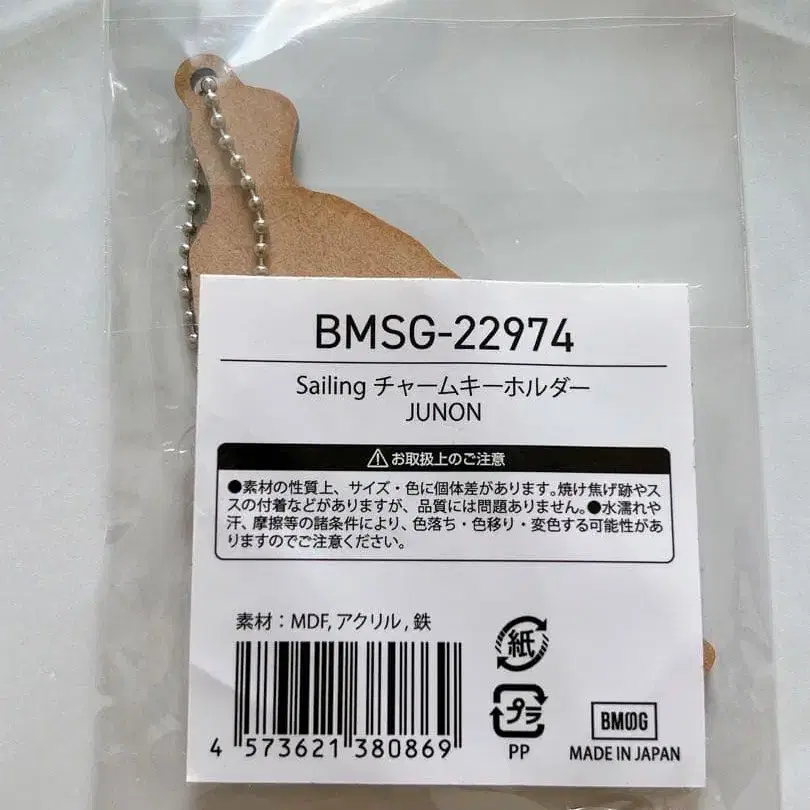 BMSG-22974
Sailing チャームキーホルダー
JUNON
お取扱上のご注意
●素材の性質上、サイズ・色に個体差があります。焼け焦げ跡やス
スの付着などがありますが、品質には問題ありません。●水濡れや
汗、摩擦等の諸条件により、色落ち・色移り・変色する可能性があ
りますのでご注意ください。
素材：MDF, アクリル, 鉄
紙
プラ
PP
4 573621 380869
BMSG
MADE IN JAPAN